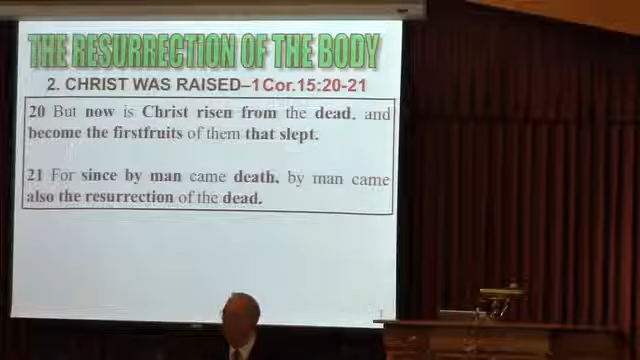 THE RESURRECTION OF THE BODY
2. CHRIST WAS RAISED–1Cor.15:20-21
20 But now is Christ risen from the dead, and
become the firstfruits of them that slept.
21 For since by man came death, by man came
also the resurrection of the dead.